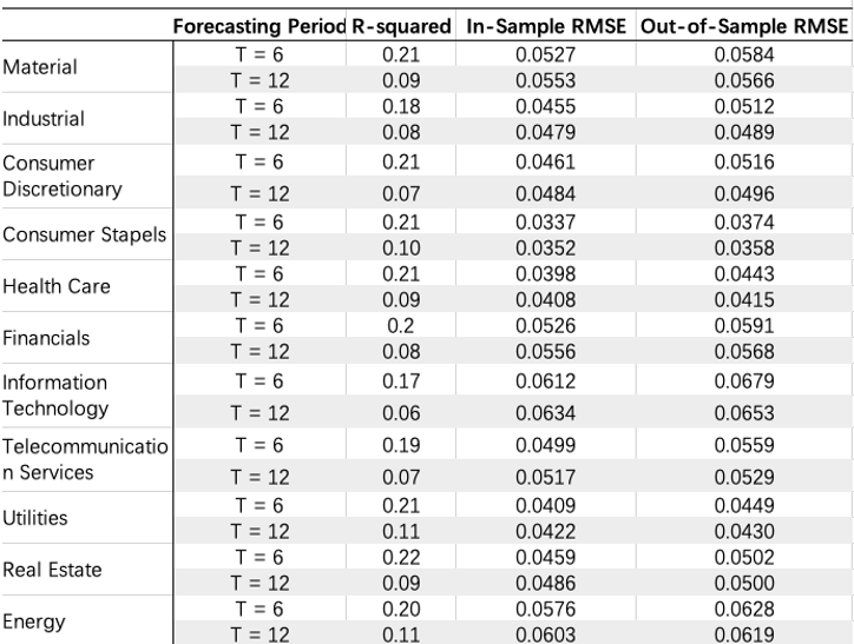 Forecasting Period R-squared In-Sample RMSE Out-of-Sample RMSE
Material
T = 6 0.21 0.0527 0.0584
T = 12 0.09 0.0553 0.0566
Industrial
T = 6 0.18 0.0455 0.0512
T = 12 0.08 0.0479 0.0489
Consumer
Discretionary
T = 6 0.21 0.0461 0.0516
T = 12 0.07 0.0484 0.0496
Consumer Stapels
T = 6 0.21 0.0337 0.0374
T = 12 0.10 0.0352 0.0358
Health Care
T = 6 0.21 0.0398 0.0443
T = 12 0.09 0.0408 0.0415
Financials
T = 6 0.2 0.0526 0.0591
T = 12 0.08 0.0556 0.0568
Information
Technology
T = 6 0.17 0.0612 0.0679
T = 12 0.06 0.0634 0.0653
Telecommunicatio
n Services
T = 6 0.19 0.0499 0.0559
T = 12 0.07 0.0517 0.0529
Utilities
T = 6 0.21 0.0409 0.0449
T = 12 0.11 0.0422 0.0430
Real Estate
T = 6 0.22 0.0459 0.0502
T = 12 0.09 0.0486 0.0500
Energy
T = 6 0.20 0.0576 0.0628
T = 12 0.11 0.0603 0.0619